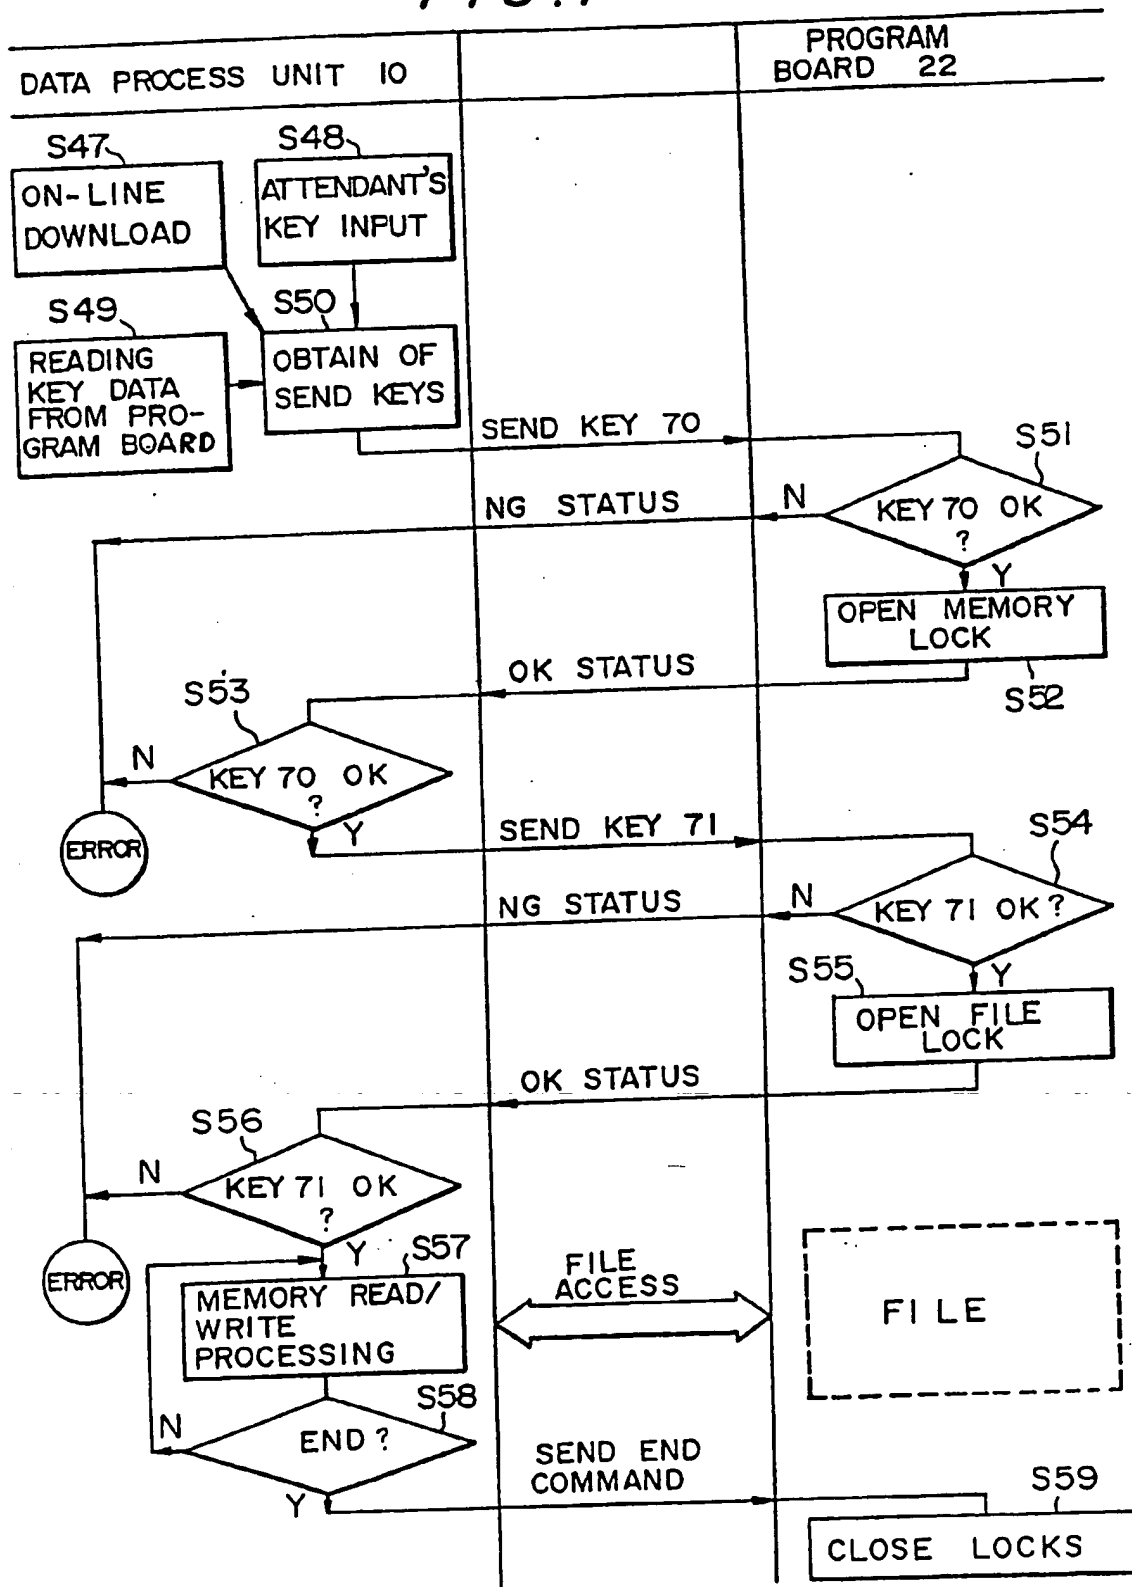 DATA PROCESS UNIT 10
PROGRAM
BOARD 22
S47
ON-LINE
DOWNLOAD
S48
ATTENDANT'S
KEY INPUT
S49
READING
KEY DATA
FROM PRO-
GRAM BOARD
S50
OBTAIN OF
SEND KEYS
SEND KEY 70
S51
KEY 70 OK
?
N
Y
NG STATUS
OPEN MEMORY
LOCK
S52
OK STATUS
S53
KEY 70 OK
?
N
Y
ERROR
SEND KEY 71
S54
KEY 71 OK?
N
Y
NG STATUS
S55
OPEN FILE
LOCK
OK STATUS
S56
KEY 71 OK
?
N
Y
ERROR
S57
MEMORY READ/
WRITE
PROCESSING
FILE
ACCESS
FILE
S58
END?
N
Y
SEND END
COMMAND
S59
CLOSE LOCKS